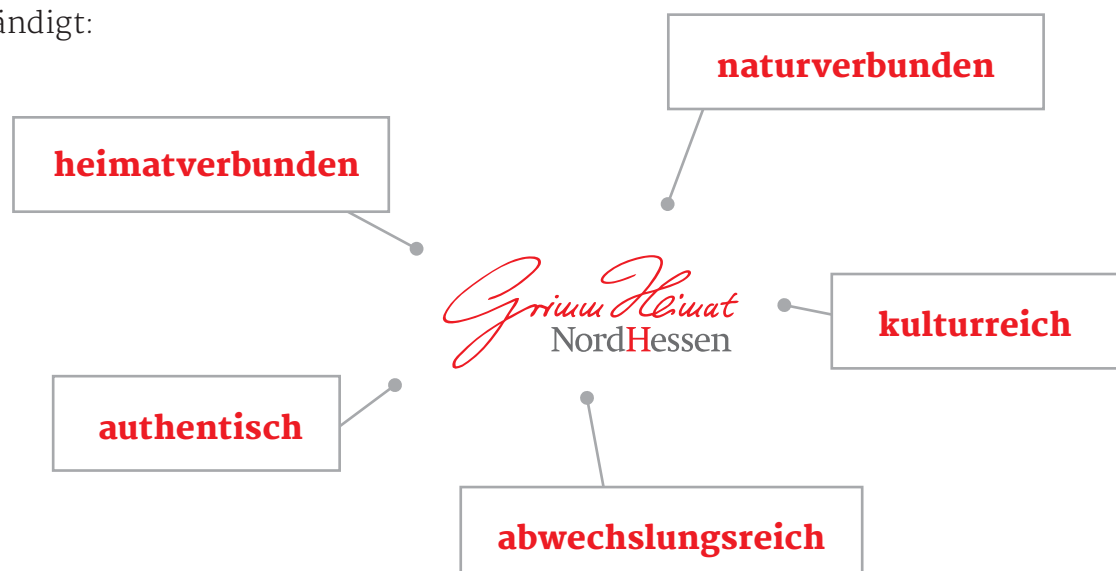 ändigt:
naturverbunden
heimatverbunden
Grimm Heimat
NordHessen
kulturreich
authentisch
abwechslungsreich